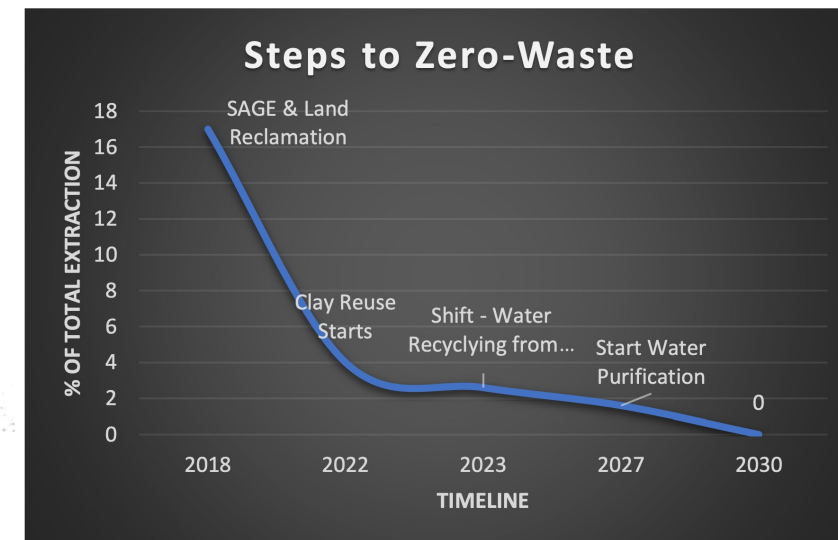 Steps to Zero-Waste
% OF TOTAL EXTRACTION
18
16
14
12
10
8
6
4
2
0
SAGE & Land
Reclamation
Clay Reuse
Starts
Shift - Water
Recyclying from...
Start Water
Purification
0
2018
2022
2023
2027
2030
TIMELINE